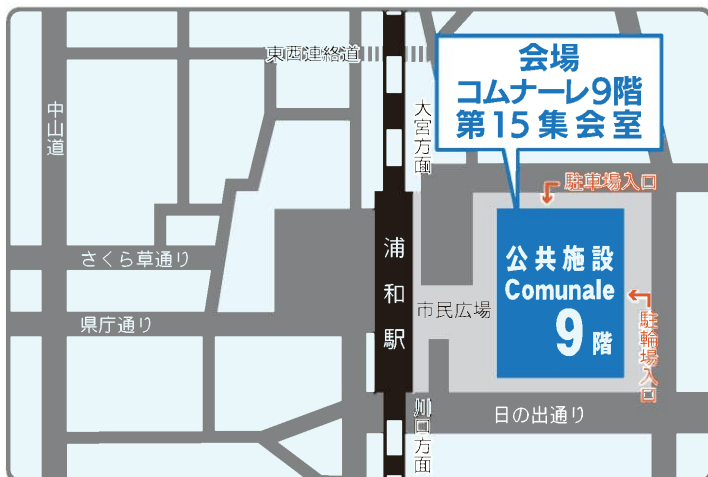 東西連絡道
会場
コムナーレ9階
第15集会室
中山道
大宮方面
駐車場入口
さくら草通り
浦和駅
公共施設
Comunale
9階
市民広場
県庁通り
駐輪場入口
川口方面
日の出通り